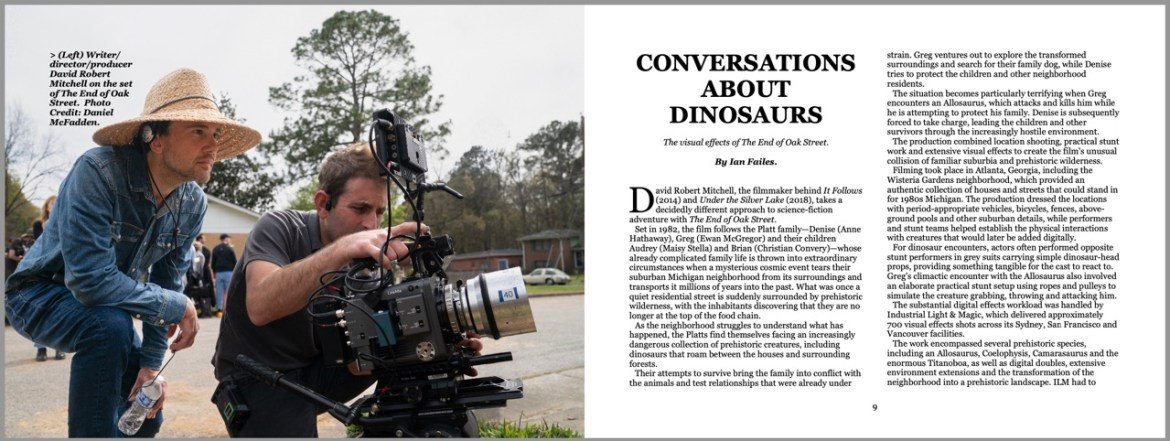 > (Left) Writer/
director/producer
David Robert
Mitchell on the set
of The End of Oak
Street.  Photo
Credit: Daniel
McFadden.
40
CONVERSATIONS
ABOUT
DINOSAURS
The visual effects of The End of Oak Street.
By Ian Failes.
David Robert Mitchell, the filmmaker behind It Follows
(2014) and Under the Silver Lake (2018), takes a
decidedly different approach to science-fiction
adventure with The End of Oak Street.
Set in 1982, the film follows the Platt family—Denise (Anne
Hathaway), Greg (Ewan McGregor) and their children
Audrey (Maisy Stella) and Brian (Christian Convery)—whose
already complicated family life is thrown into extraordinary
circumstances when a mysterious cosmic event tears their
suburban Michigan neighborhood from its surroundings and
transports it millions of years into the past. What was once a
quiet residential street is suddenly surrounded by prehistoric
wilderness, with the inhabitants discovering that they are no
longer at the top of the food chain.
As the neighborhood struggles to understand what has
happened, the Platts find themselves facing an increasingly
dangerous collection of prehistoric creatures, including
dinosaurs that roam between the houses and surrounding
forests.
Their attempts to survive bring the family into conflict with
the animals and test relationships that were already under
strain. Greg ventures out to explore the transformed
surroundings and search for their family dog, while Denise
tries to protect the children and other neighborhood
residents.
The situation becomes particularly terrifying when Greg
encounters an Allosaurus, which attacks and kills him while
he is attempting to protect his family. Denise is subsequently
forced to take charge, leading the children and other
survivors through the increasingly hostile environment.
The production combined location shooting, practical stunt
work and extensive visual effects to create the film's unusual
collision of familiar suburbia and prehistoric wilderness.
Filming took place in Atlanta, Georgia, including the
Wisteria Gardens neighborhood, which provided an
authentic collection of houses and streets that could stand in
for 1980s Michigan. The production dressed the locations
with period-appropriate vehicles, bicycles, fences, above-
ground pools and other suburban details, while performers
and stunt teams helped establish the physical interactions
with creatures that would later be added digitally.
For dinosaur encounters, actors often performed opposite
stunt performers in grey suits carrying simple dinosaur-head
props, providing something tangible for the cast to react to.
Greg's climactic encounter with the Allosaurus also involved
an elaborate practical stunt setup using ropes and pulleys to
simulate the creature grabbing, throwing and attacking him.
The substantial digital effects workload was handled by
Industrial Light & Magic, which delivered approximately
700 visual effects shots across its Sydney, San Francisco and
Vancouver facilities.
The work encompassed several prehistoric species,
including an Allosaurus, Coelophysis, Camarasaurus and the
enormous Titanoboa, as well as digital doubles, extensive
environment extensions and the transformation of the
neighborhood into a prehistoric landscape. ILM had to
9